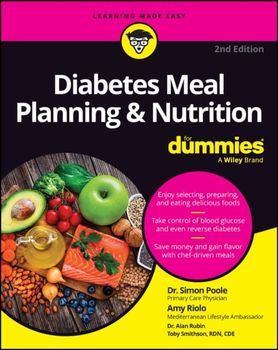 LEARNING MADE EASY
2nd Edition
Diabetes Meal
Planning & Nutrition
for
dummies®
A Wiley Brand
Enjoy selecting, preparing,
and eating delicious foods
Take control of blood glucose
and even reverse diabetes
Save money and gain flavor
with chef-driven meals
Dr. Simon Poole
Primary Care Physician
Amy Riolo
Mediterranean Lifestyle Ambassador
Dr. Alan Rubin
Toby Smithson, RDN, CDE